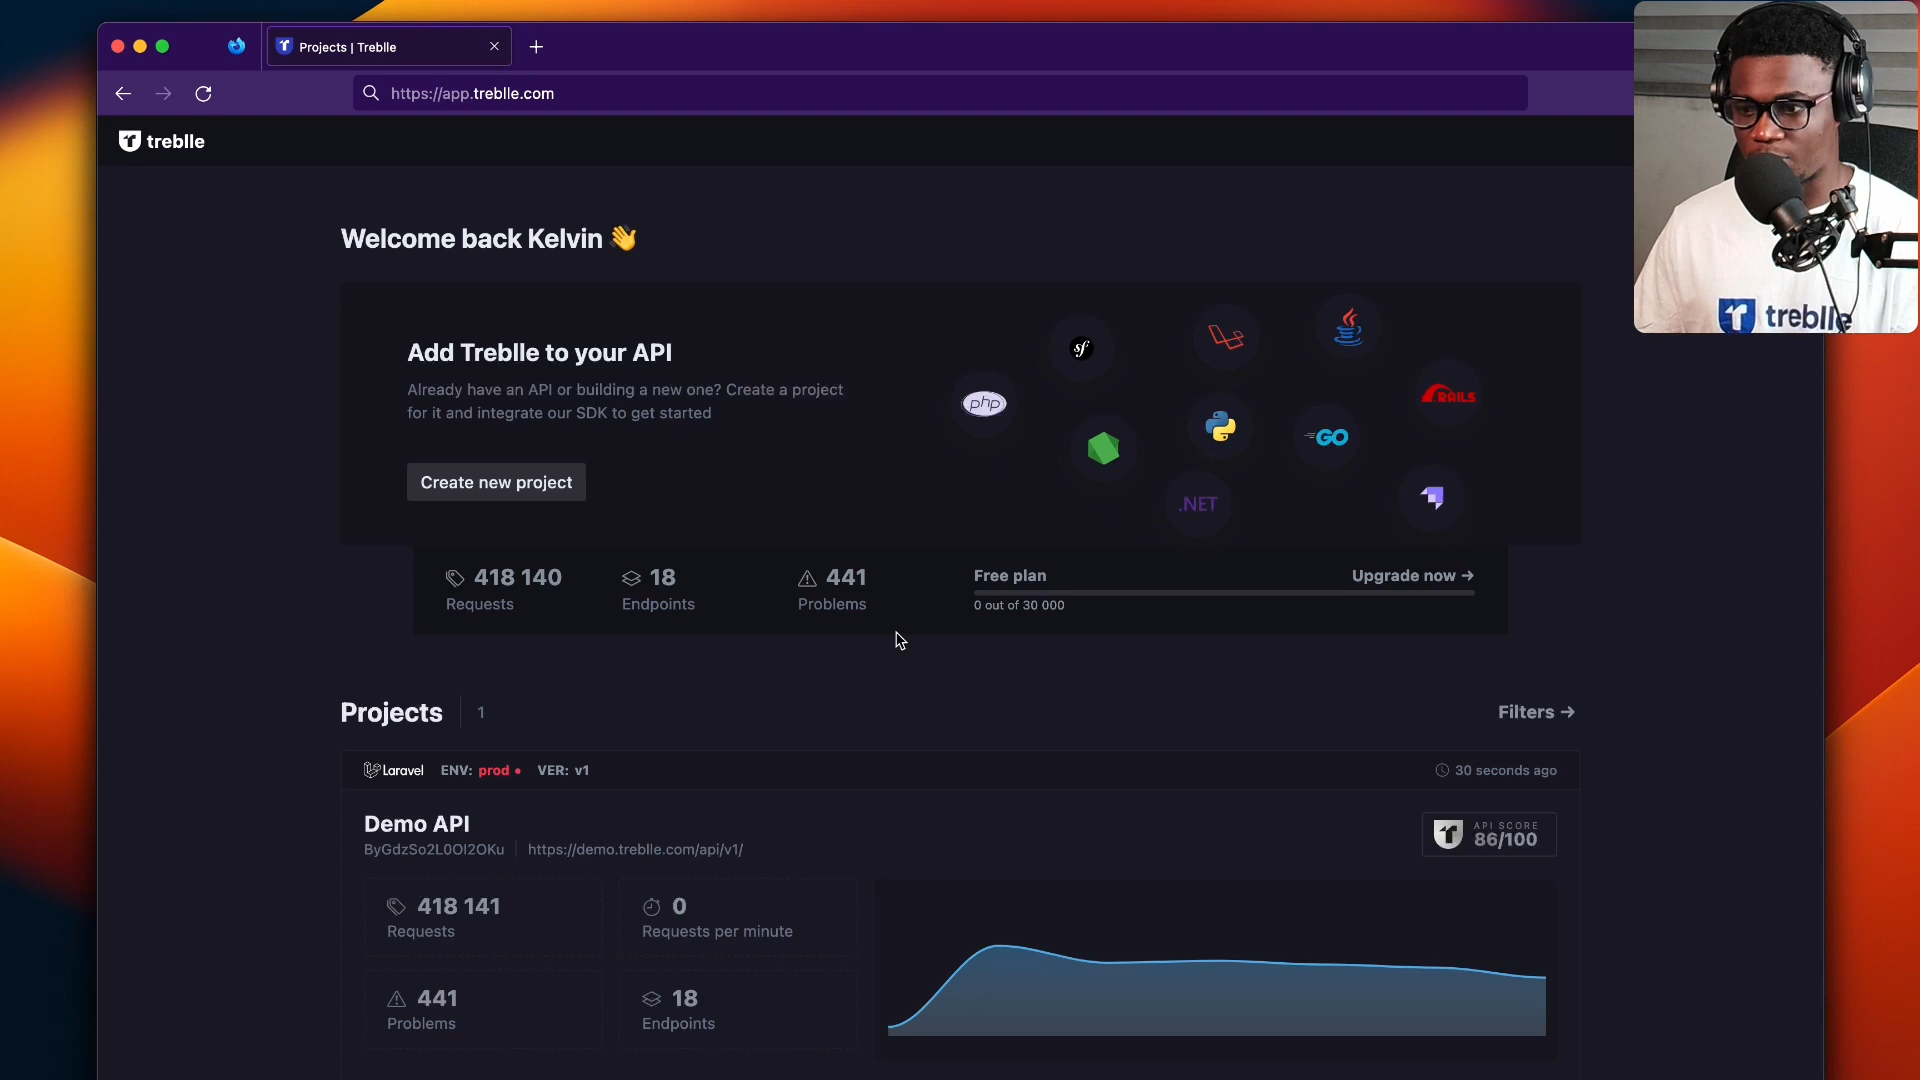 Projects | Treblle
https://app.treblle.com
treblle
Welcome back Kelvin 👋
Add Treblle to your API
Already have an API or building a new one? Create a project
for it and integrate our SDK to get started
Create new project
sf
php
RAILS
GO
.NET
418 140
Requests
18
Endpoints
441
Problems
Free plan
Upgrade now →
0 out of 30 000
Projects
1
Filters →
Laravel
ENV: prod •
VER: v1
30 seconds ago
Demo API
ByGdzSo2L0OI2OKu
https://demo.treblle.com/api/v1/
API SCORE
86/100
418 141
Requests
0
Requests per minute
441
Problems
18
Endpoints
treblle